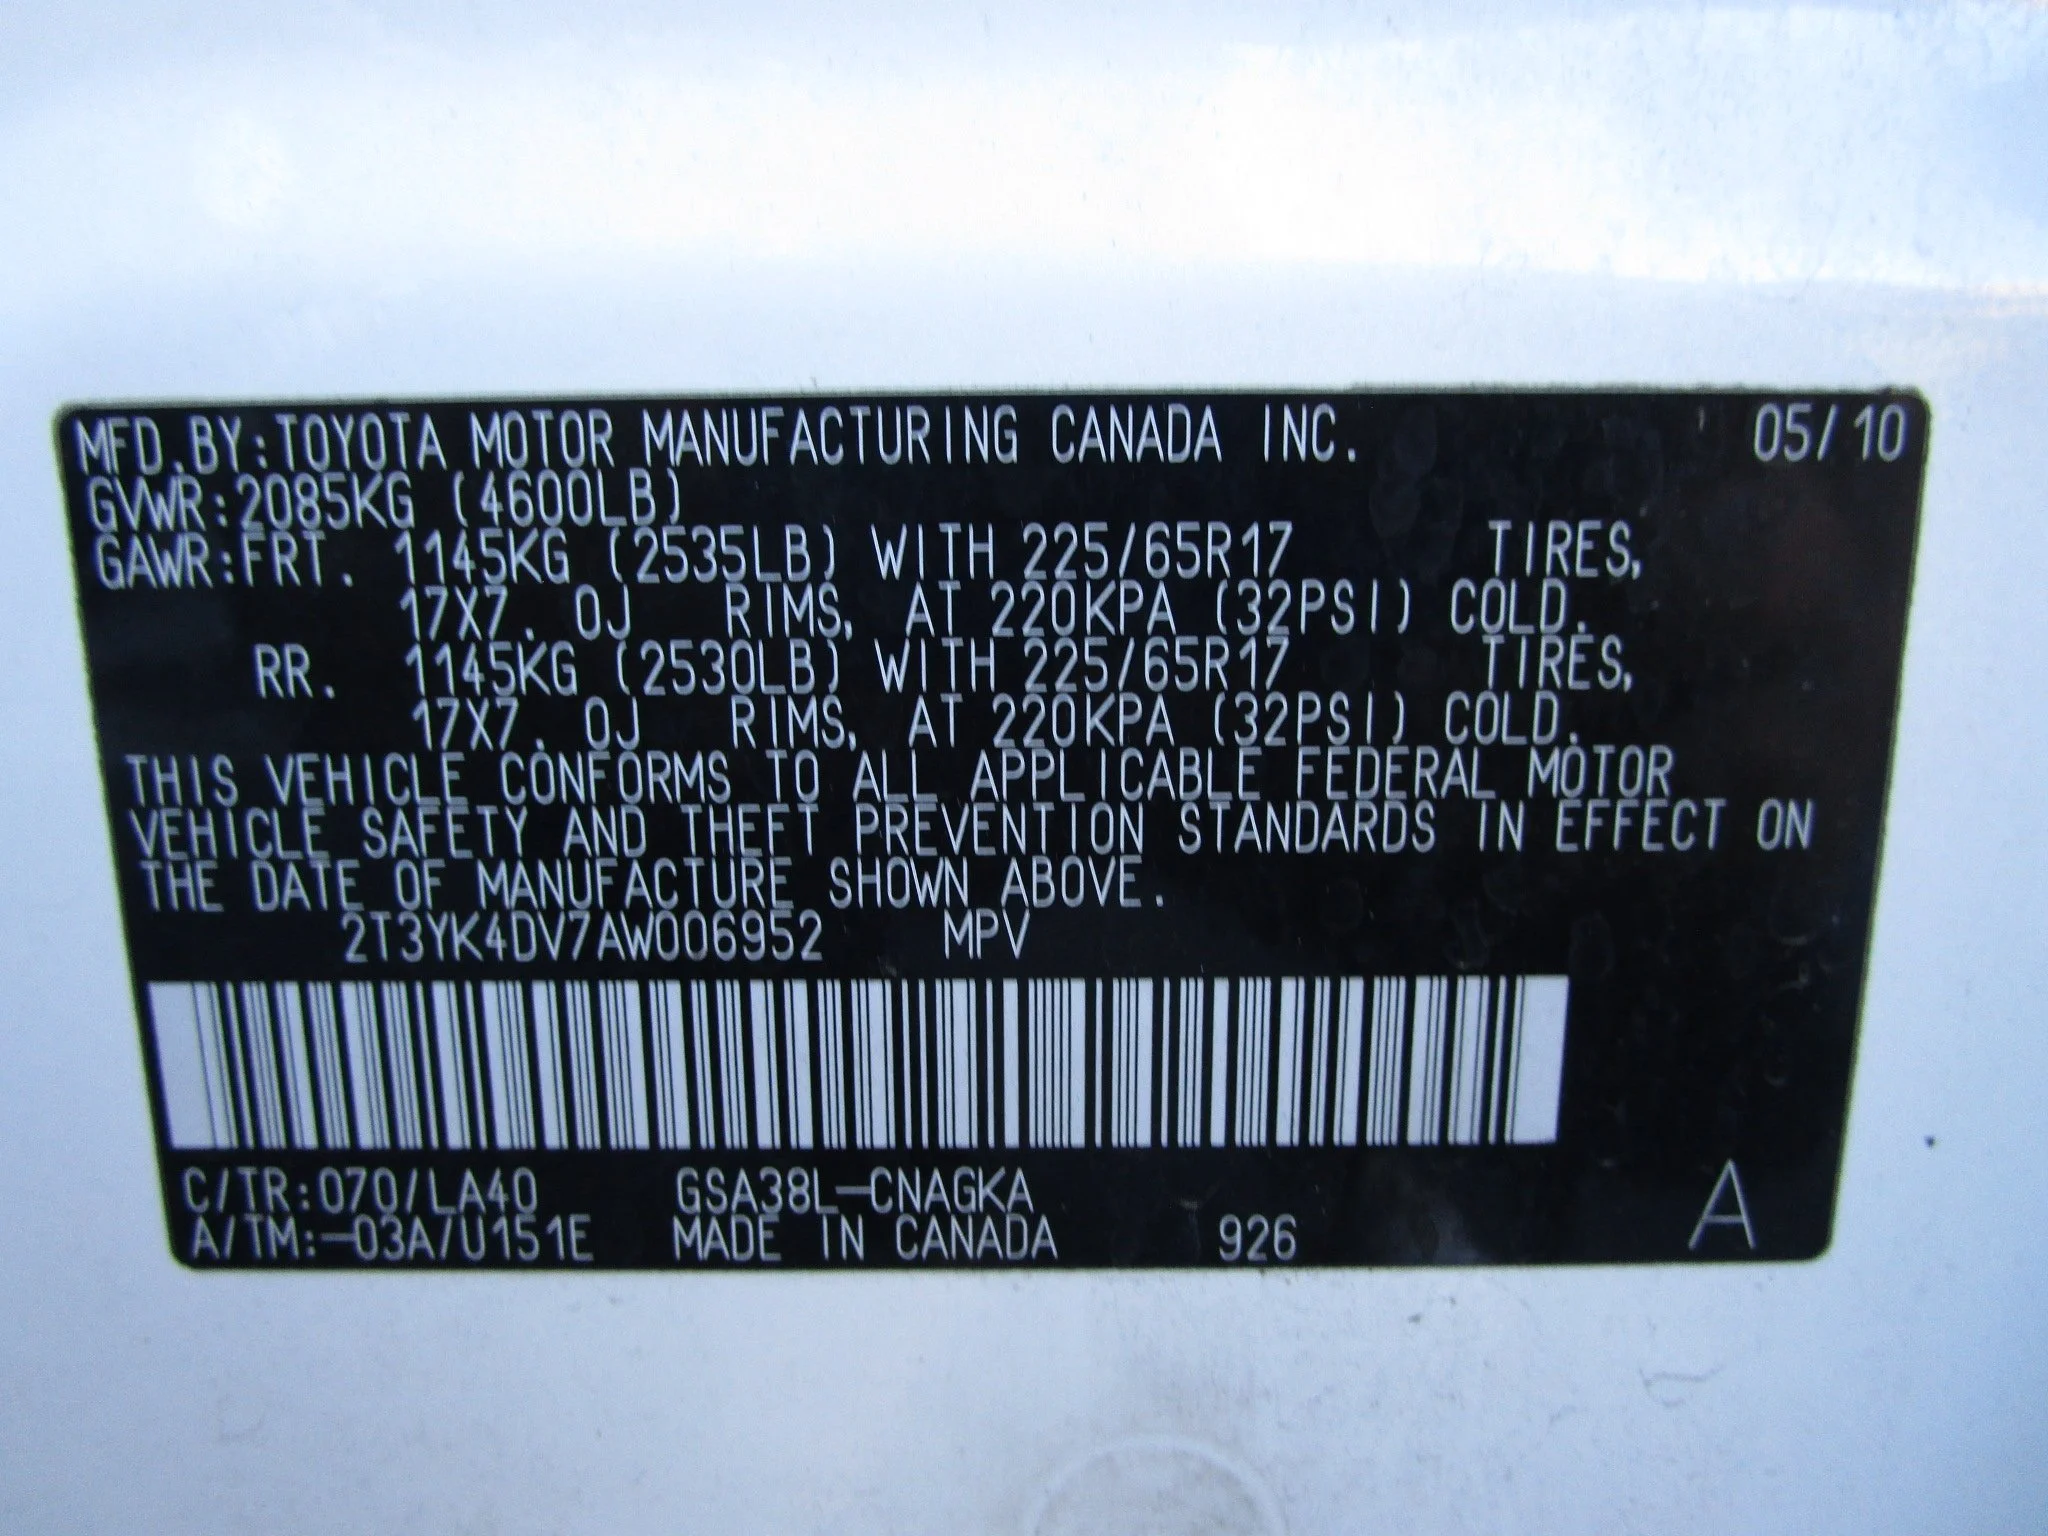 MFD.BY:TOYOTA MOTOR MANUFACTURING CANADA INC. 05/10
GVWR:2085KG (4600LB)
GAWR:FRT. 1145KG (2535LB) WITH 225/65R17 TIRES,
17X7.0J RIMS, AT 220KPA (32PSI) COLD.
RR. 1145KG (2530LB) WITH 225/65R17 TIRES,
17X7.0J RIMS, AT 220KPA (32PSI) COLD.
THIS VEHICLE CONFORMS TO ALL APPLICABLE FEDERAL MOTOR
VEHICLE SAFETY AND THEFT PREVENTION STANDARDS IN EFFECT ON
THE DATE OF MANUFACTURE SHOWN ABOVE.
2T3YK4DV7AW006952 MPV
C/TR:070/LA40 GSA38L-CNAGKA
A/TM:-03A/U151E MADE IN CANADA 926 A